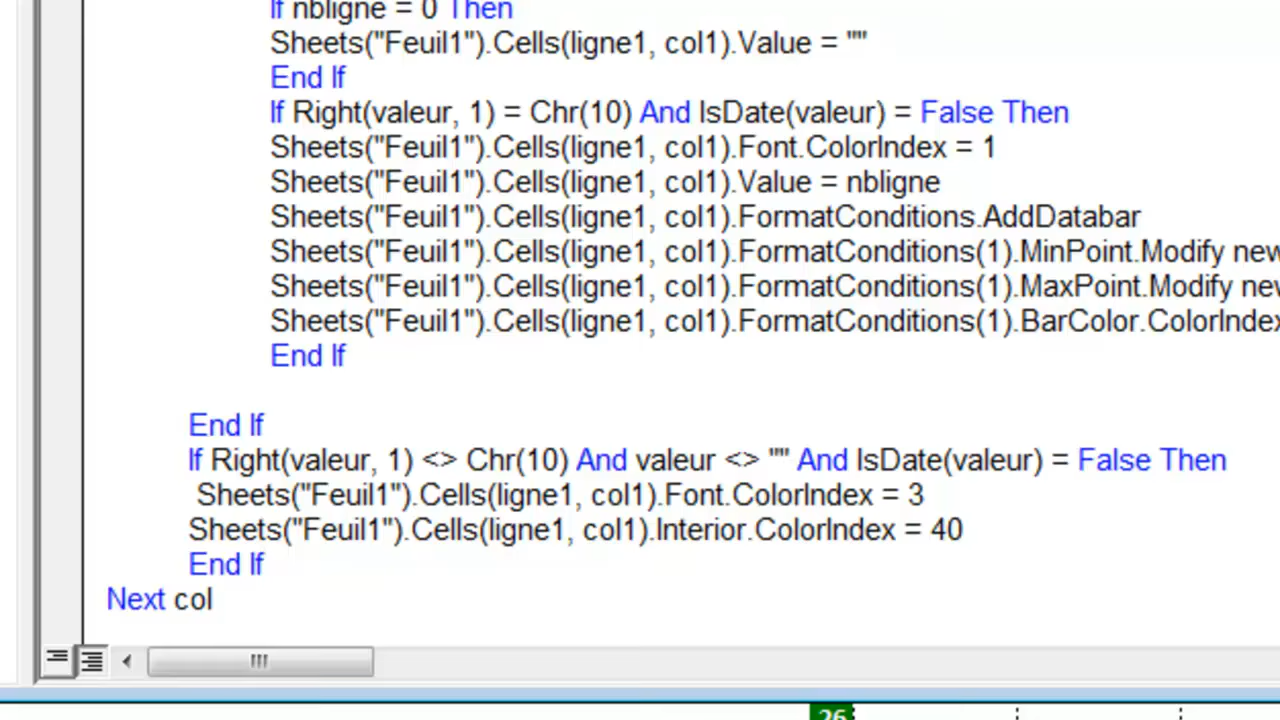 If nbligne = 0 Then
Sheets("Feuil1").Cells(ligne1, col1).Value = ""
End If
If Right(valeur, 1) = Chr(10) And IsDate(valeur) = False Then
Sheets("Feuil1").Cells(ligne1, col1).Font.ColorIndex = 1
Sheets("Feuil1").Cells(ligne1, col1).Value = nbligne
Sheets("Feuil1").Cells(ligne1, col1).FormatConditions.AddDatabar
Sheets("Feuil1").Cells(ligne1, col1).FormatConditions(1).MinPoint.Modify new
Sheets("Feuil1").Cells(ligne1, col1).FormatConditions(1).MaxPoint.Modify new
Sheets("Feuil1").Cells(ligne1, col1).FormatConditions(1).BarColor.ColorIndex
End If
End If
If Right(valeur, 1) <> Chr(10) And valeur <> "" And IsDate(valeur) = False Then
Sheets("Feuil1").Cells(ligne1, col1).Font.ColorIndex = 3
Sheets("Feuil1").Cells(ligne1, col1).Interior.ColorIndex = 40
End If
Next col
26